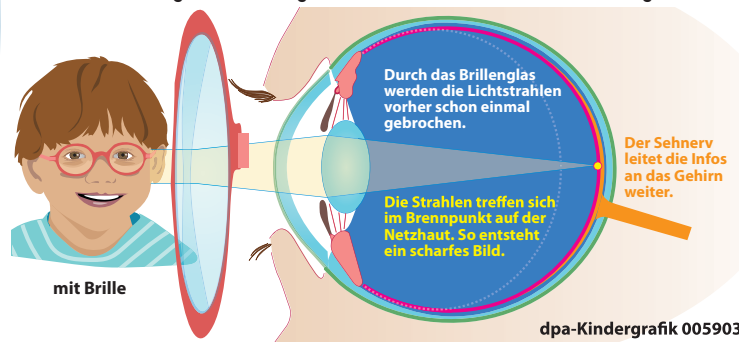 Durch das Brillenglas
werden die Lichtstrahlen
vorher schon einmal
gebrochen.
Der Sehnerv
leitet die Infos
an das Gehirn
weiter.
Die Strahlen treffen sich
im Brennpunkt auf der
Netzhaut. So entsteht
ein scharfes Bild.
mit Brille
dpa-Kindergrafik 005903